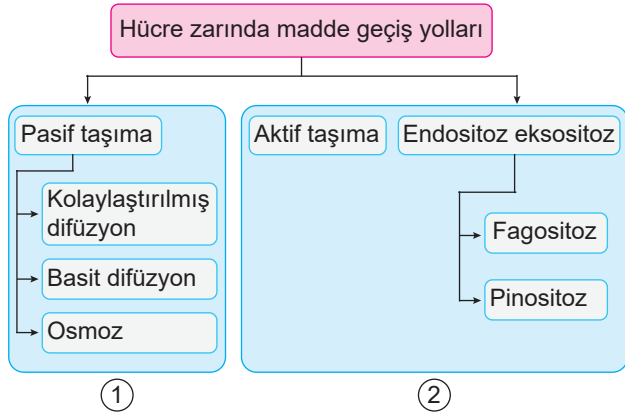 Hücre zarında madde geçiş yolları
Pasif taşıma
Kolaylaştırılmış
difüzyon
Basit difüzyon
Osmoz
1
Aktif taşıma
Endositoz eksositoz
Fagositoz
Pinositoz
2